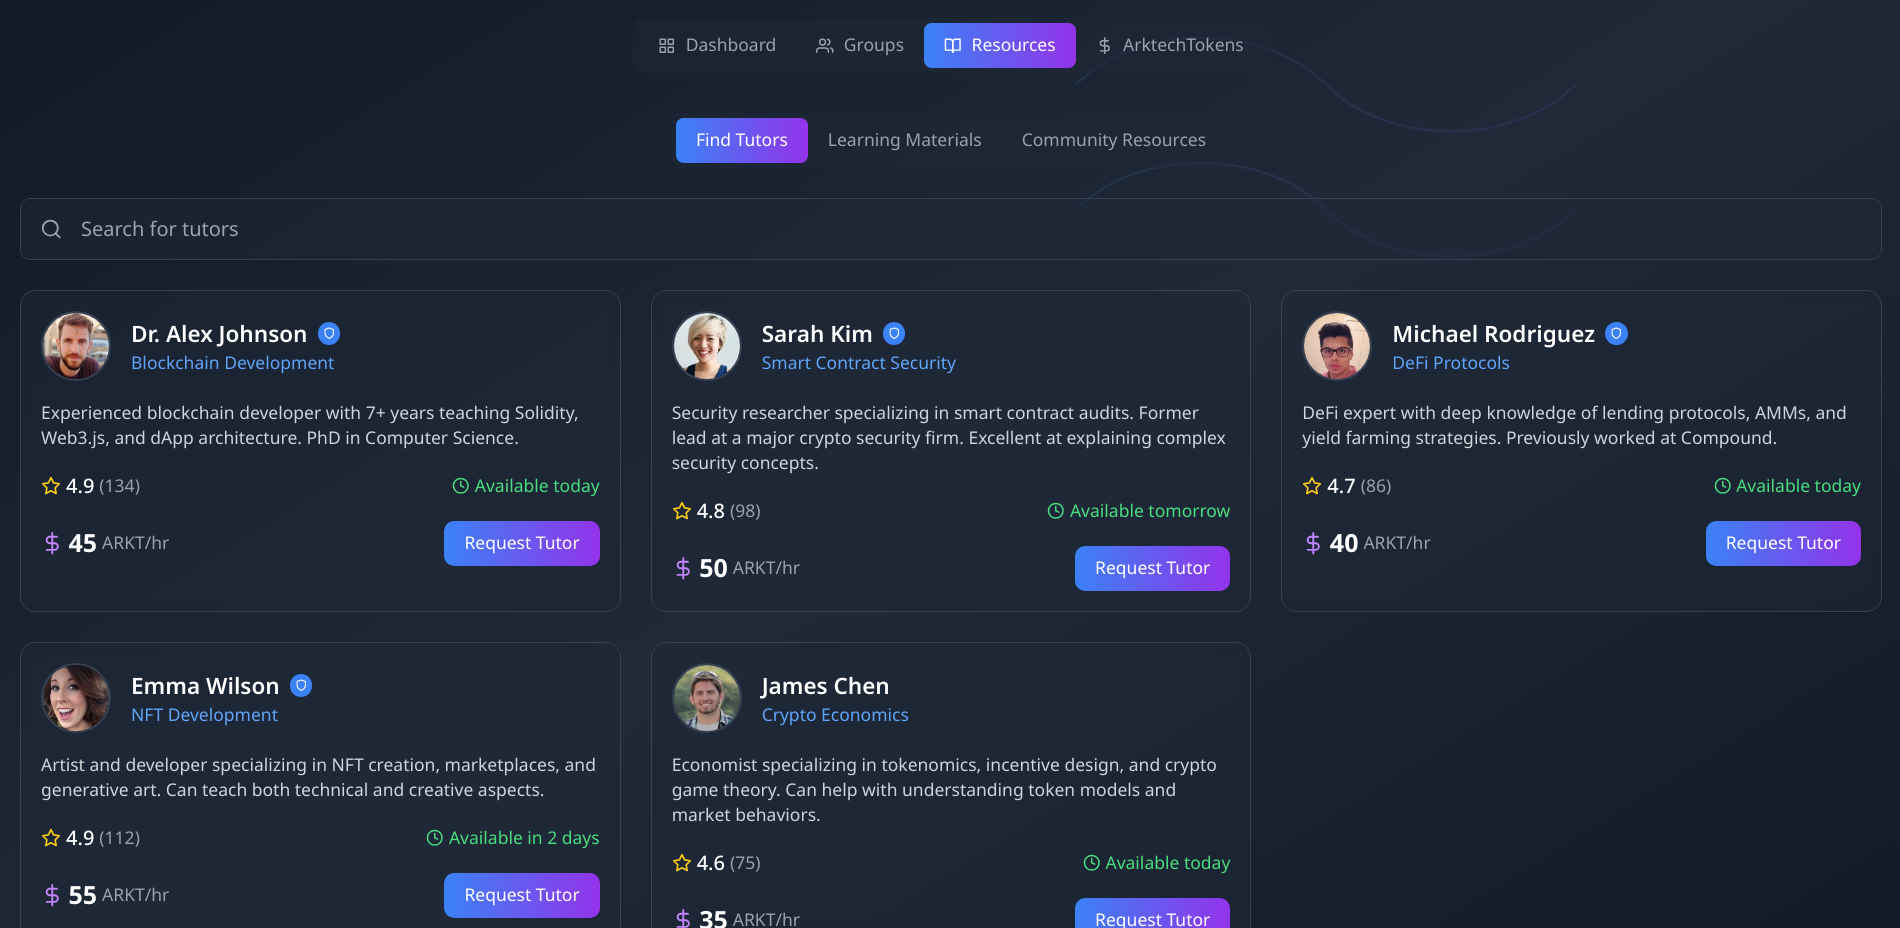 Dashboard
Groups
Resources
ArktechTokens
Find Tutors
Learning Materials
Community Resources
Search for tutors
Dr. Alex Johnson
Blockchain Development
Experienced blockchain developer with 7+ years teaching Solidity,
Web3.js, and dApp architecture. PhD in Computer Science.
4.9 (134)
Available today
$ 45 ARKT/hr
Request Tutor
Sarah Kim
Smart Contract Security
Security researcher specializing in smart contract audits. Former
lead at a major crypto security firm. Excellent at explaining complex
security concepts.
4.8 (98)
Available tomorrow
$ 50 ARKT/hr
Request Tutor
Michael Rodriguez
DeFi Protocols
DeFi expert with deep knowledge of lending protocols, AMMs, and
yield farming strategies. Previously worked at Compound.
4.7 (86)
Available today
$ 40 ARKT/hr
Request Tutor
Emma Wilson
NFT Development
Artist and developer specializing in NFT creation, marketplaces, and
generative art. Can teach both technical and creative aspects.
4.9 (112)
Available in 2 days
$ 55 ARKT/hr
Request Tutor
James Chen
Crypto Economics
Economist specializing in tokenomics, incentive design, and crypto
game theory. Can help with understanding token models and
market behaviors.
4.6 (75)
Available today
$ 35 ARKT/hr
Request Tutor